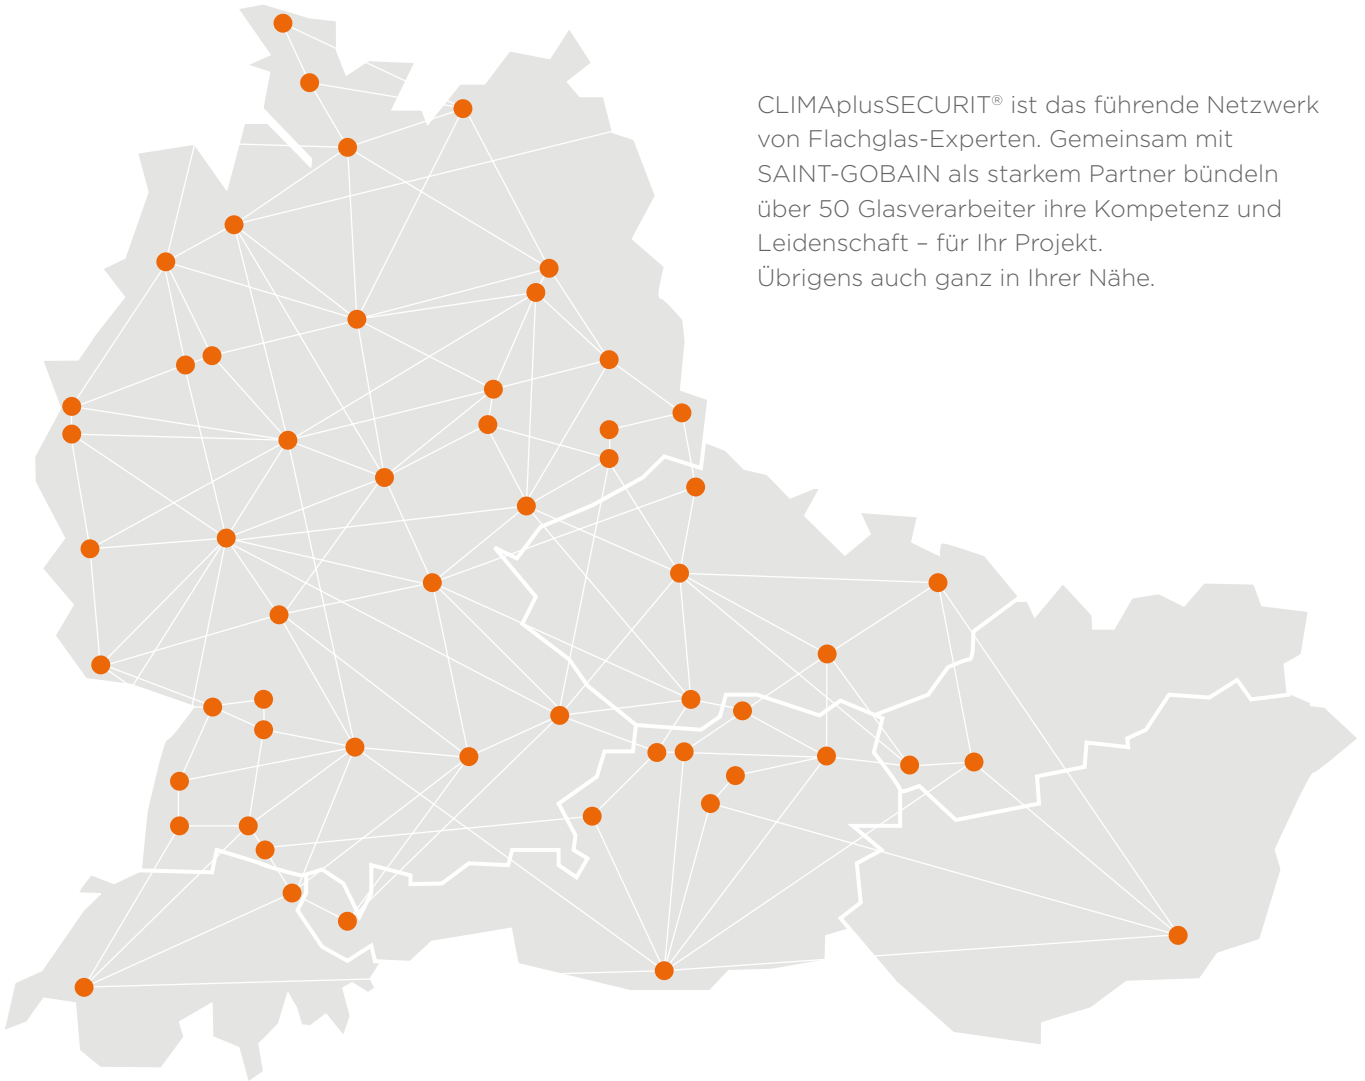 CLIMAplusSECURIT® ist das führende Netzwerk
von Flachglas-Experten. Gemeinsam mit
SAINT-GOBAIN als starkem Partner bündeln
über 50 Glasverarbeiter ihre Kompetenz und
Leidenschaft – für Ihr Projekt.
Übrigens auch ganz in Ihrer Nähe.